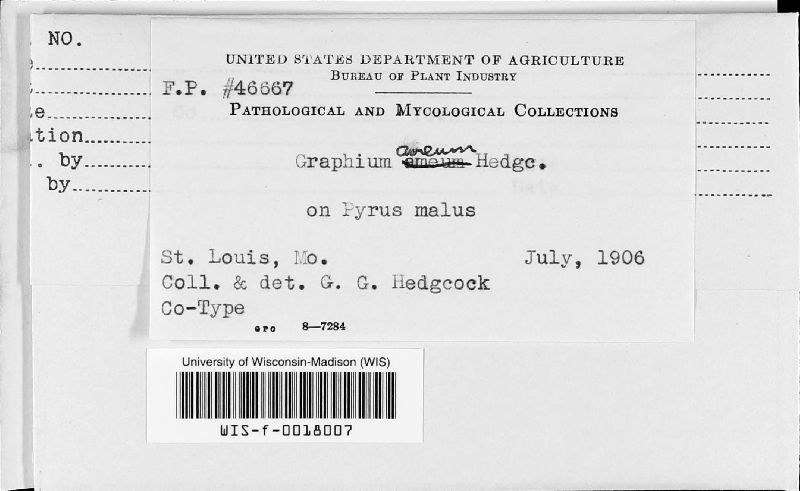 NO.
UNITED STATES DEPARTMENT OF AGRICULTURE
BUREAU OF PLANT INDUSTRY
F.P. #46667
PATHOLOGICAL AND MYCOLOGICAL COLLECTIONS
e
tion
Graphium aureum Hedgc.
. by
by
on Pyrus malus
St. Louis, Mo. July, 1906
Coll. & det. G. G. Hedgcock
Co-Type
GPO 8—7284
University of Wisconsin-Madison (WIS)
WIS-f-0018007